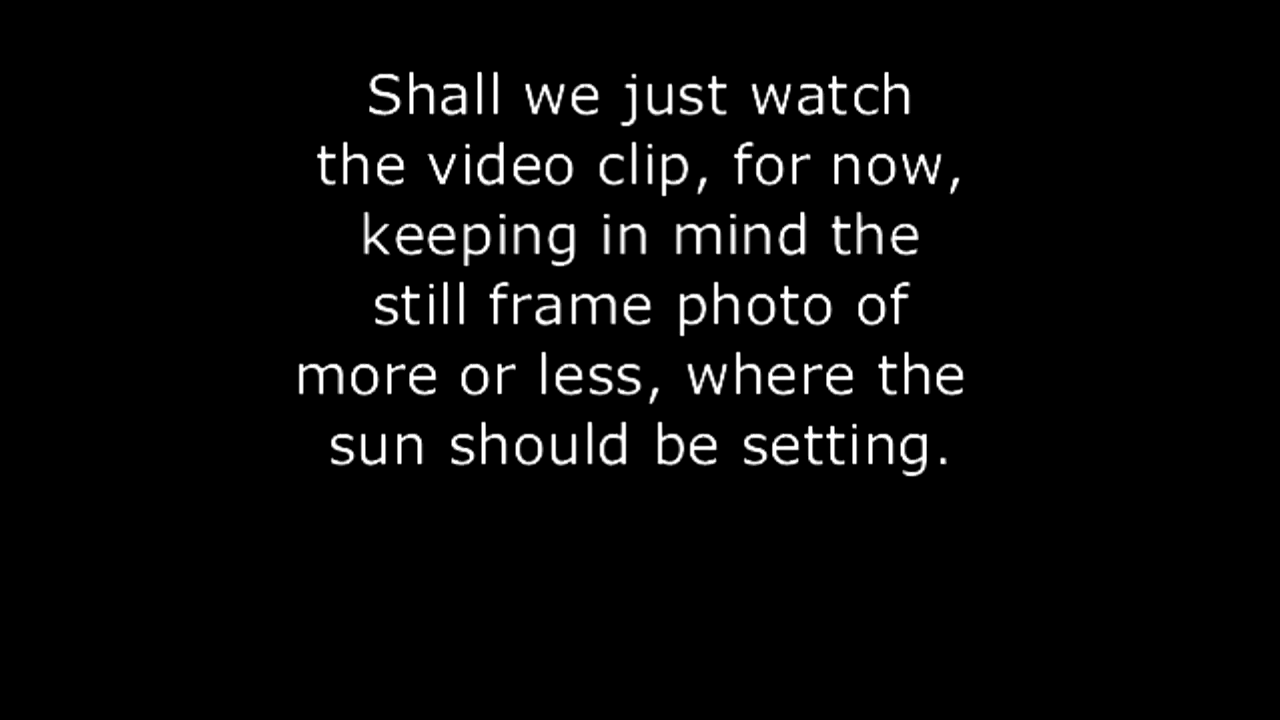 Shall we just watch
the video clip, for now,
keeping in mind the
still frame photo of
more or less, where the
sun should be setting.